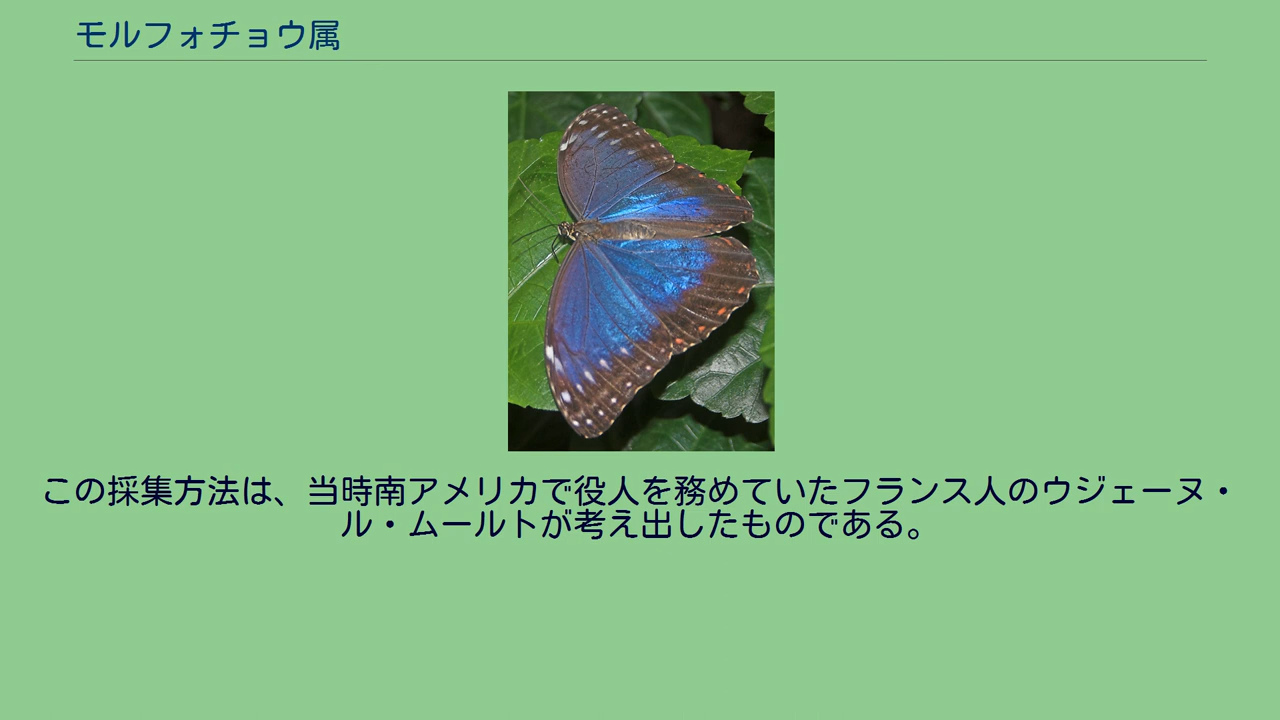 モルフォチョウ属
この採集方法は、当時南アメリカで役人を務めていたフランス人のウジェーヌ・
ル・ムールトが考え出したものである。